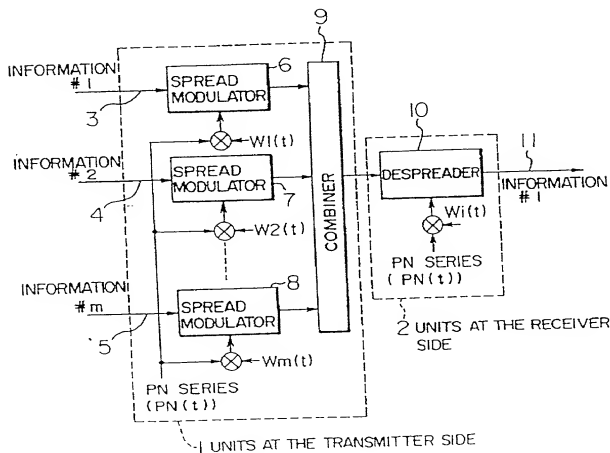 9
INFORMATION
# 1
3
SPREAD
MODULATOR
6
W1(t)
INFORMATION
# 2
4
SPREAD
MODULATOR
7
W2(t)
INFORMATION
# m
5
SPREAD
MODULATOR
8
Wm(t)
PN SERIES
(PN(t))
COMBINER
10
DESPREADER
11
INFORMATION
# 1
Wi(t)
PN SERIES
(PN(t))
2 UNITS AT THE RECEIVER
SIDE
1 UNITS AT THE TRANSMITTER SIDE